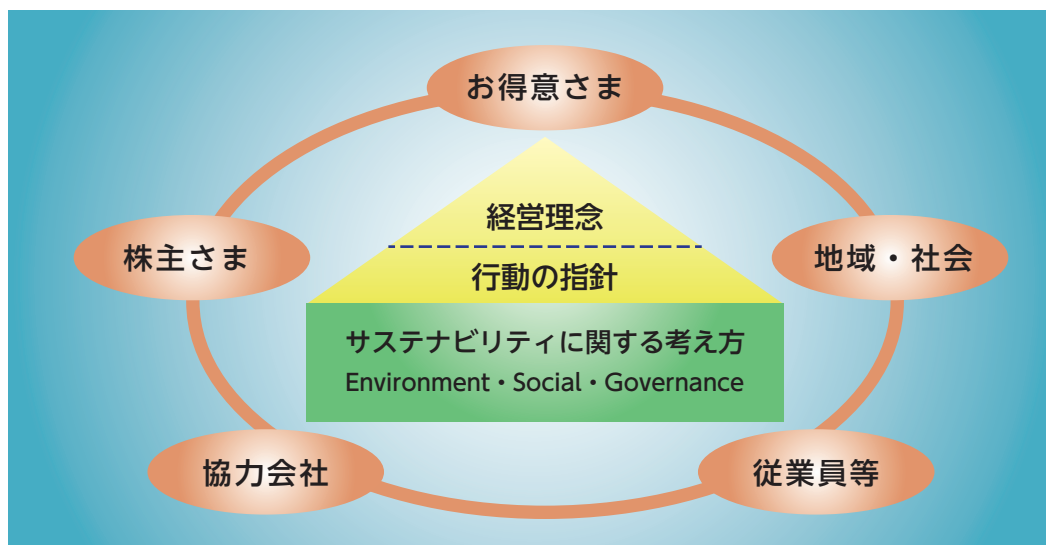 お得意さま
経営理念
行動の指針
株主さま
地域・社会
サステナビリティに関する考え方
Environment・Social・Governance
協力会社
従業員等